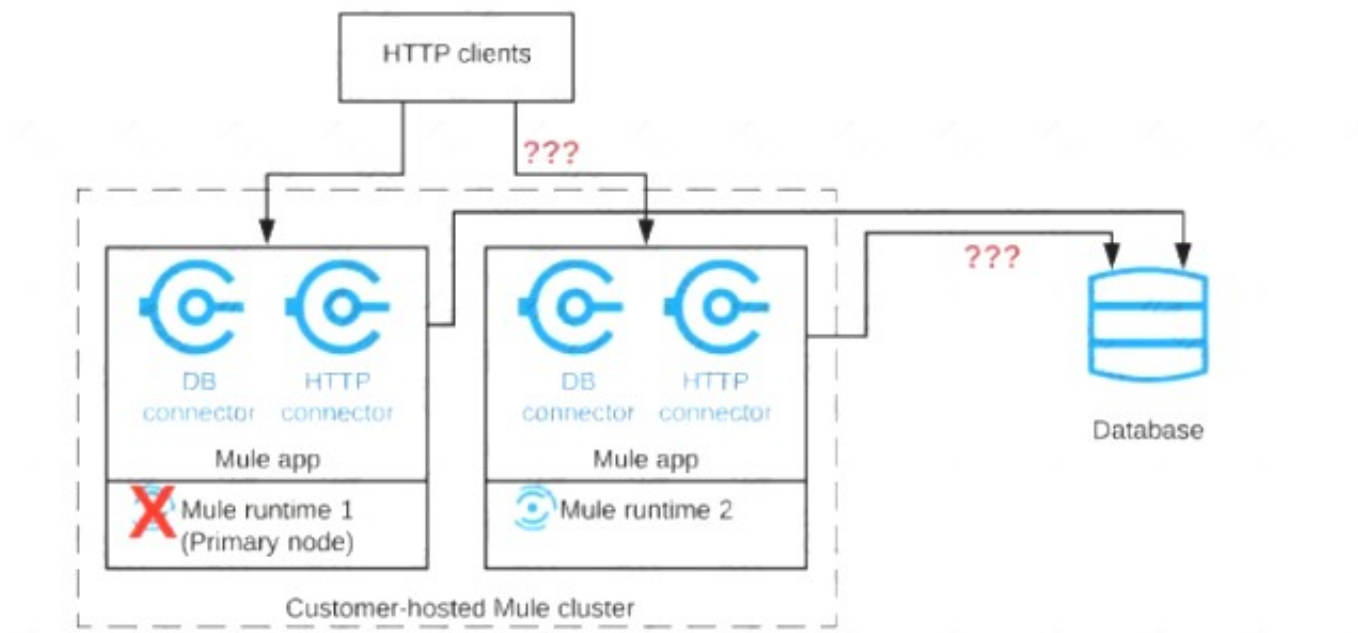 HTTP clients
???
???
DB
connector
HTTP
connector
DB
connector
HTTP
connector
Database
Mule app
Mule app
X
Mule runtime 1
(Primary node)
Mule runtime 2
Customer-hosted Mule cluster